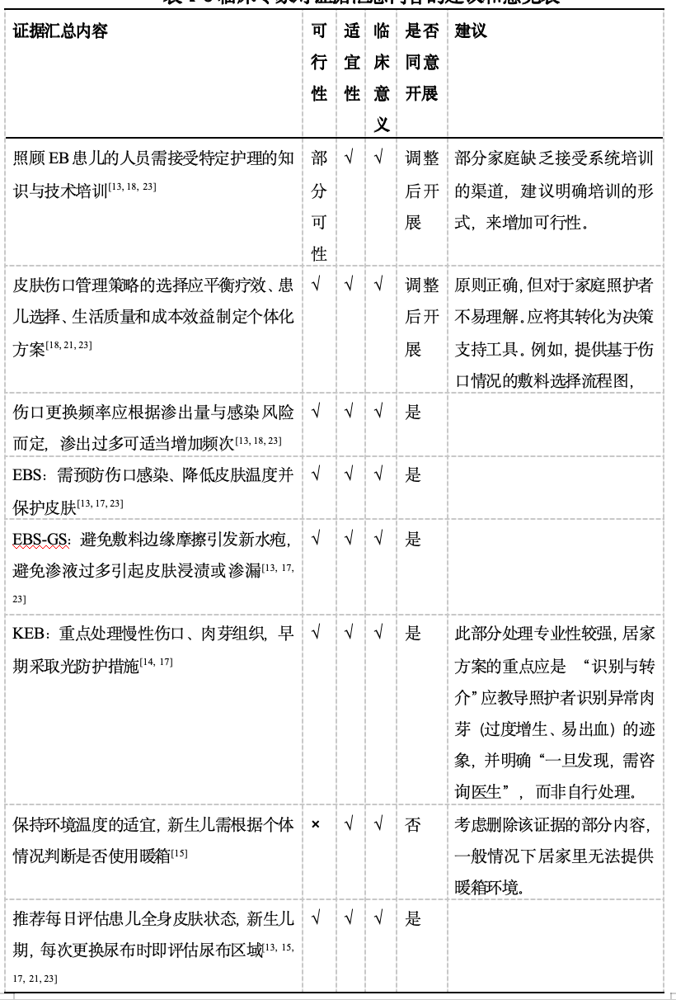 临床专家对证据汇总内容的建议和意见表
证据汇总内容
可
行
性
适
宜
性
临
床
意
义
是否
同意
开展
建议
照顾 EB 患儿的人员需接受特定护理的知
识与技术培训[13, 18, 23]
部
分
可
性
√
√
调整
后开
展
部分家庭缺乏接受系统培训
的渠道，建议明确培训的形
式，来增加可行性。
皮肤伤口管理策略的选择应平衡疗效、患
儿选择、生活质量和成本效益制定个体化
方案[18, 21, 23]
√
√
√
调整
后开
展
原则正确，但对于家庭照护者
不易理解。应将其转化为决策
支持工具。例如，提供基于伤
口情况的敷料选择流程图，
伤口更换频率应根据渗出量与感染风险
而定，渗出过多可适当增加频次[13, 18, 23]
√
√
√
是
EBS：需预防伤口感染、降低皮肤温度并
保护皮肤[13, 17, 23]
√
√
√
是
EBS-GS：避免敷料边缘摩擦引发新水疱，
避免渗液过多引起皮肤浸渍或渗漏[13, 17,
23]
√
√
√
是
KEB：重点处理慢性伤口、肉芽组织，早
期采取光防护措施[14, 17]
√
√
√
是
此部分处理专业性较强，居家
方案的重点应是 “识别与转
介”应教导照护者识别异常肉
芽（过度增生、易出血）的迹
象，并明确“一旦发现，需咨
询医生”，而非自行处理。
保持环境温度的适宜，新生儿需根据个体
情况判断是否使用暖箱[15]
×
√
√
否
考虑删除该证据的部分内容，
一般情况下居家里无法提供
暖箱环境。
推荐每日评估患儿全身皮肤状态，新生儿
期，每次更换尿布时即评估尿布区域[13, 15,
17, 21, 23]
√
√
√
是